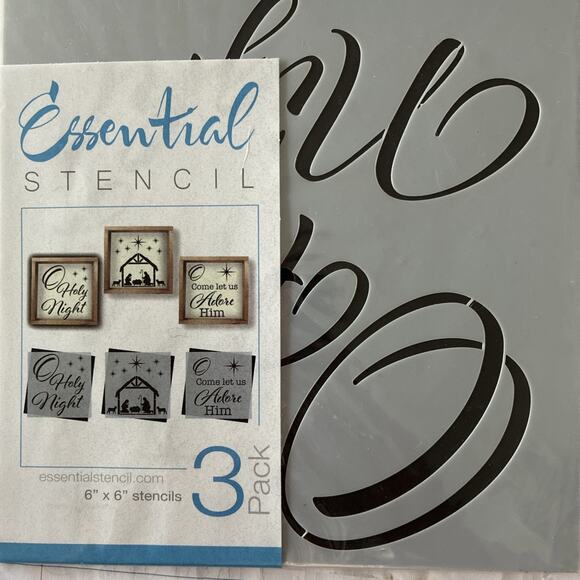 Essential
STENCIL
O Holy
Night
O
Come let us
Adore
Him
O Holy
Night
O
Come let us
Adore
Him
essentialstencil.com
6" x 6" stencils
3 Pack